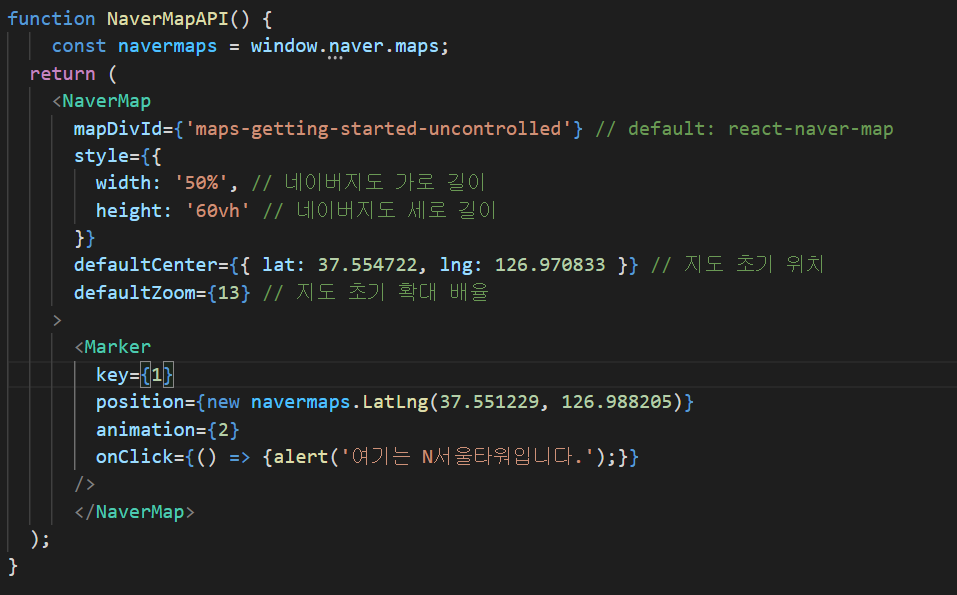 function NaverMapAPI() {
const navermaps = window.naver.maps;
return (
<NaverMap
mapDivId={'maps-getting-started-uncontrolled'} // default: react-naver-map
style={{
width: '50%', // 네이버지도 가로 길이
height: '60vh' // 네이버지도 세로 길이
}}
defaultCenter={{ lat: 37.554722, lng: 126.970833 }} // 지도 초기 위치
defaultZoom={13} // 지도 초기 확대 배율
>
<Marker
key={1}
position={new navermaps.LatLng(37.551229, 126.988205)}
animation={2}
onClick={() => {alert('여기는 N서울타워입니다.');}}
/>
</NaverMap>
);
}